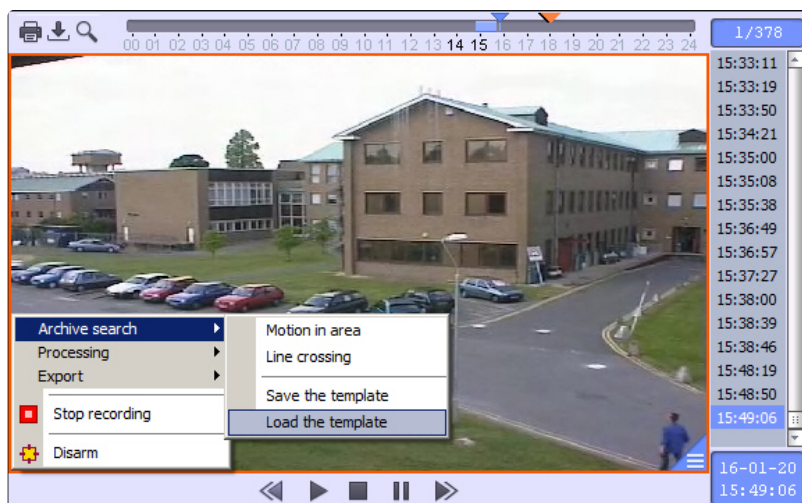 1/378
00 01 02 03 04 05 06 07 08 09 10 11 12 13 14 15 16 17 18 19 20 21 22 23 24
15:33:11
15:33:19
15:33:50
15:34:21
15:35:00
15:35:08
15:35:38
15:36:49
15:36:57
15:37:27
15:38:00
15:38:39
15:38:46
15:48:19
15:48:50
15:49:06
Archive search
Processing
Export
Stop recording
Disarm
Motion in area
Line crossing
Save the template
Load the template
16-01-20
15:49:06